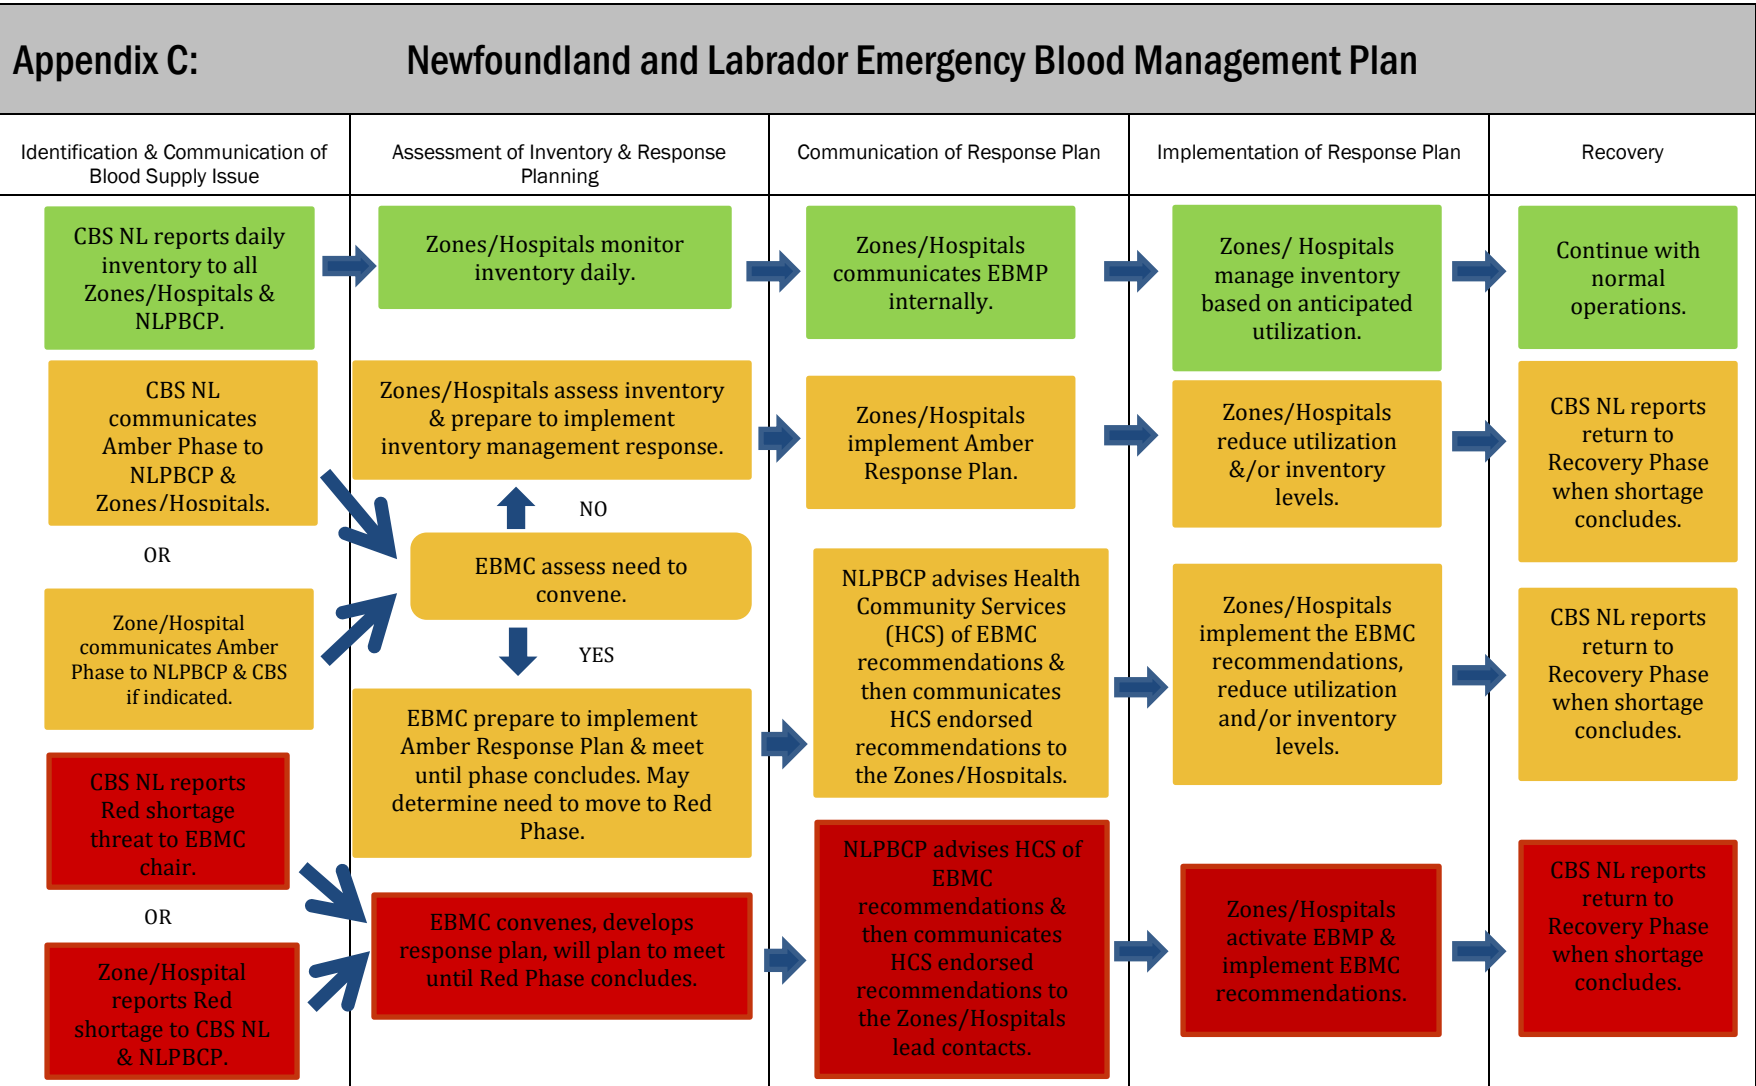 Appendix C:
Newfoundland and Labrador Emergency Blood Management Plan
Identification & Communication of
Blood Supply Issue
Assessment of Inventory & Response
Planning
Communication of Response Plan
Implementation of Response Plan
Recovery
CBS NL reports daily
inventory to all
Zones/Hospitals &
NLPBCP.
Zones/Hospitals monitor
inventory daily.
Zones/Hospitals
communicates EBMP
internally.
Zones/ Hospitals
manage inventory
based on anticipated
utilization.
Continue with
normal
operations.
CBS NL
communicates
Amber Phase to
NLPBCP &
Zones/Hospitals.
OR
Zone/Hospital
communicates Amber
Phase to NLPBCP & CBS
if indicated.
Zones/Hospitals assess inventory
& prepare to implement
inventory management response.
NO
EBMC assess need to
convene.
YES
EBMC prepare to implement
Amber Response Plan & meet
until phase concludes. May
determine need to move to Red
Phase.
Zones/Hospitals
implement Amber
Response Plan.
Zones/Hospitals
reduce utilization
&/or inventory
levels.
CBS NL reports
return to
Recovery Phase
when shortage
concludes.
NLPBCP advises Health
Community Services
(HCS) of EBMC
recommendations &
then communicates
HCS endorsed
recommendations to
the Zones/Hospitals.
Zones/Hospitals
implement the EBMC
recommendations,
reduce utilization
and/or inventory
levels.
CBS NL reports
return to
Recovery Phase
when shortage
concludes.
CBS NL reports
Red shortage
threat to EBMC
chair.
OR
Zone/Hospital
reports Red
shortage to CBS NL
& NLPBCP.
EBMC convenes, develops
response plan, will plan to meet
until Red Phase concludes.
NLPBCP advises HCS of
EBMC
recommendations &
then communicates
HCS endorsed
recommendations to
the Zones/Hospitals
lead contacts.
Zones/Hospitals
activate EBMP &
implement EBMC
recommendations.
CBS NL reports
return to
Recovery Phase
when shortage
concludes.